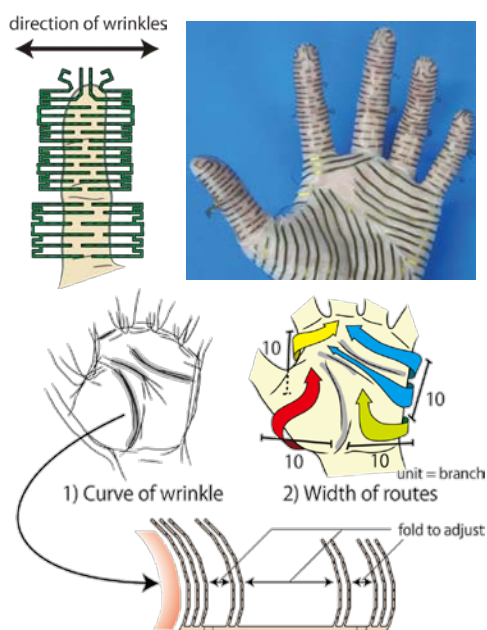 direction of wrinkles
10
10
10
10
unit = branch
1) Curve of wrinkle
2) Width of routes
fold to adjust